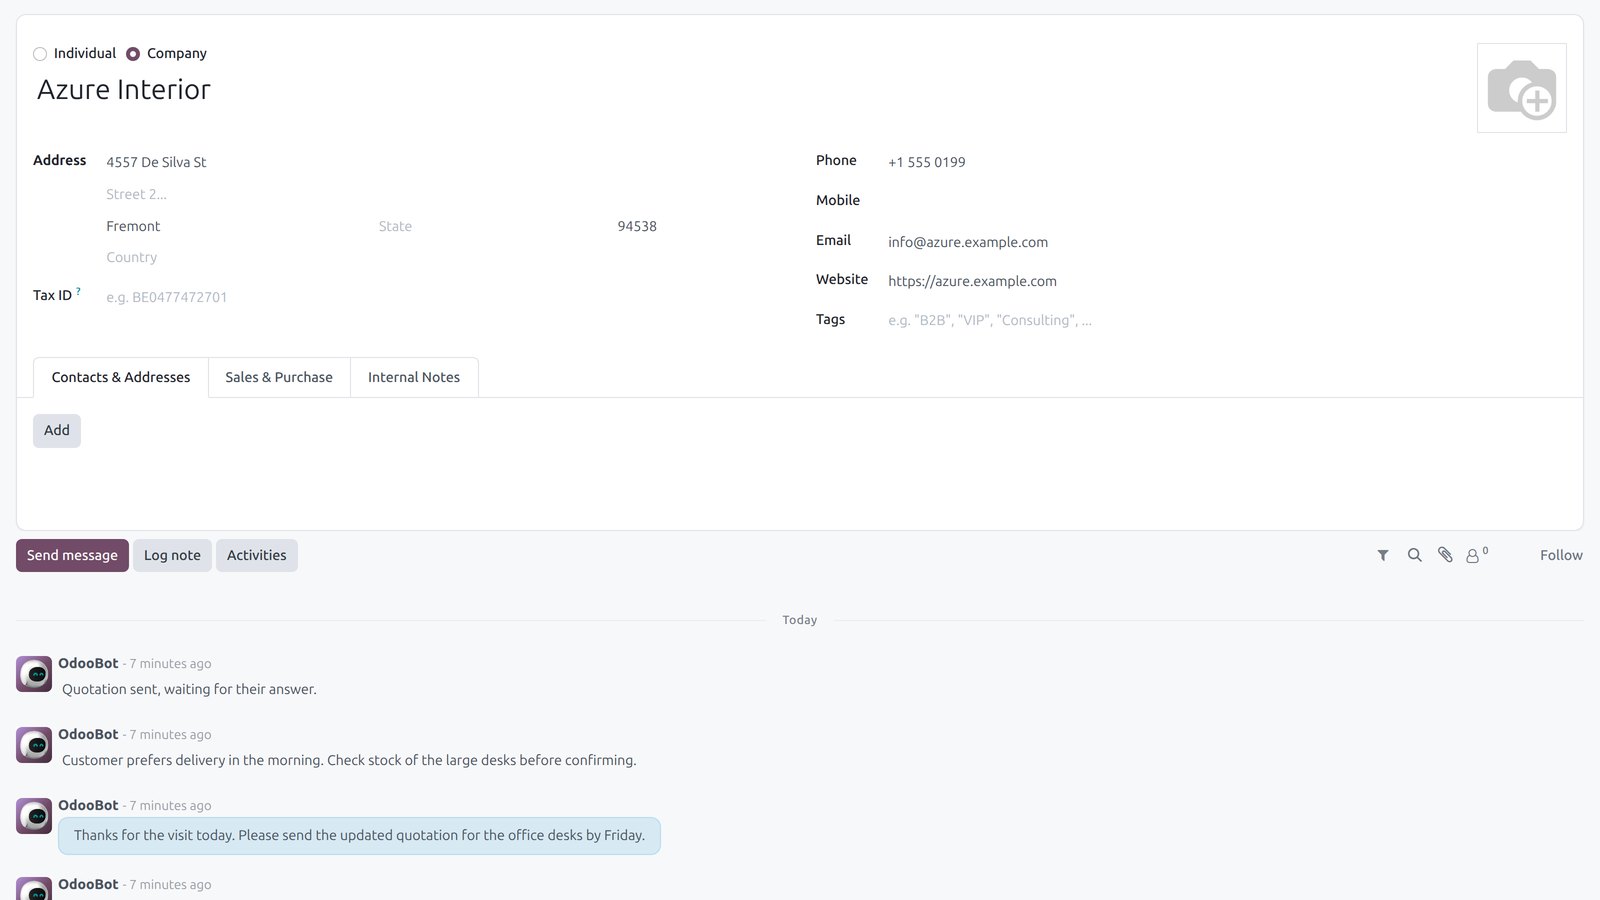 Individual Company
Azure Interior
Address 4557 De Silva St
Street 2...
Fremont State 94538
Country
Tax ID ? e.g. BE0477472701
Phone +1 555 0199
Mobile
Email info@azure.example.com
Website https://azure.example.com
Tags e.g. "B2B", "VIP", "Consulting", ...
Contacts & Addresses Sales & Purchase Internal Notes
Add
Send message Log note Activities 0 Follow
Today
OdooBot - 7 minutes ago
Quotation sent, waiting for their answer.
OdooBot - 7 minutes ago
Customer prefers delivery in the morning. Check stock of the large desks before confirming.
OdooBot - 7 minutes ago
Thanks for the visit today. Please send the updated quotation for the office desks by Friday.
OdooBot - 7 minutes ago